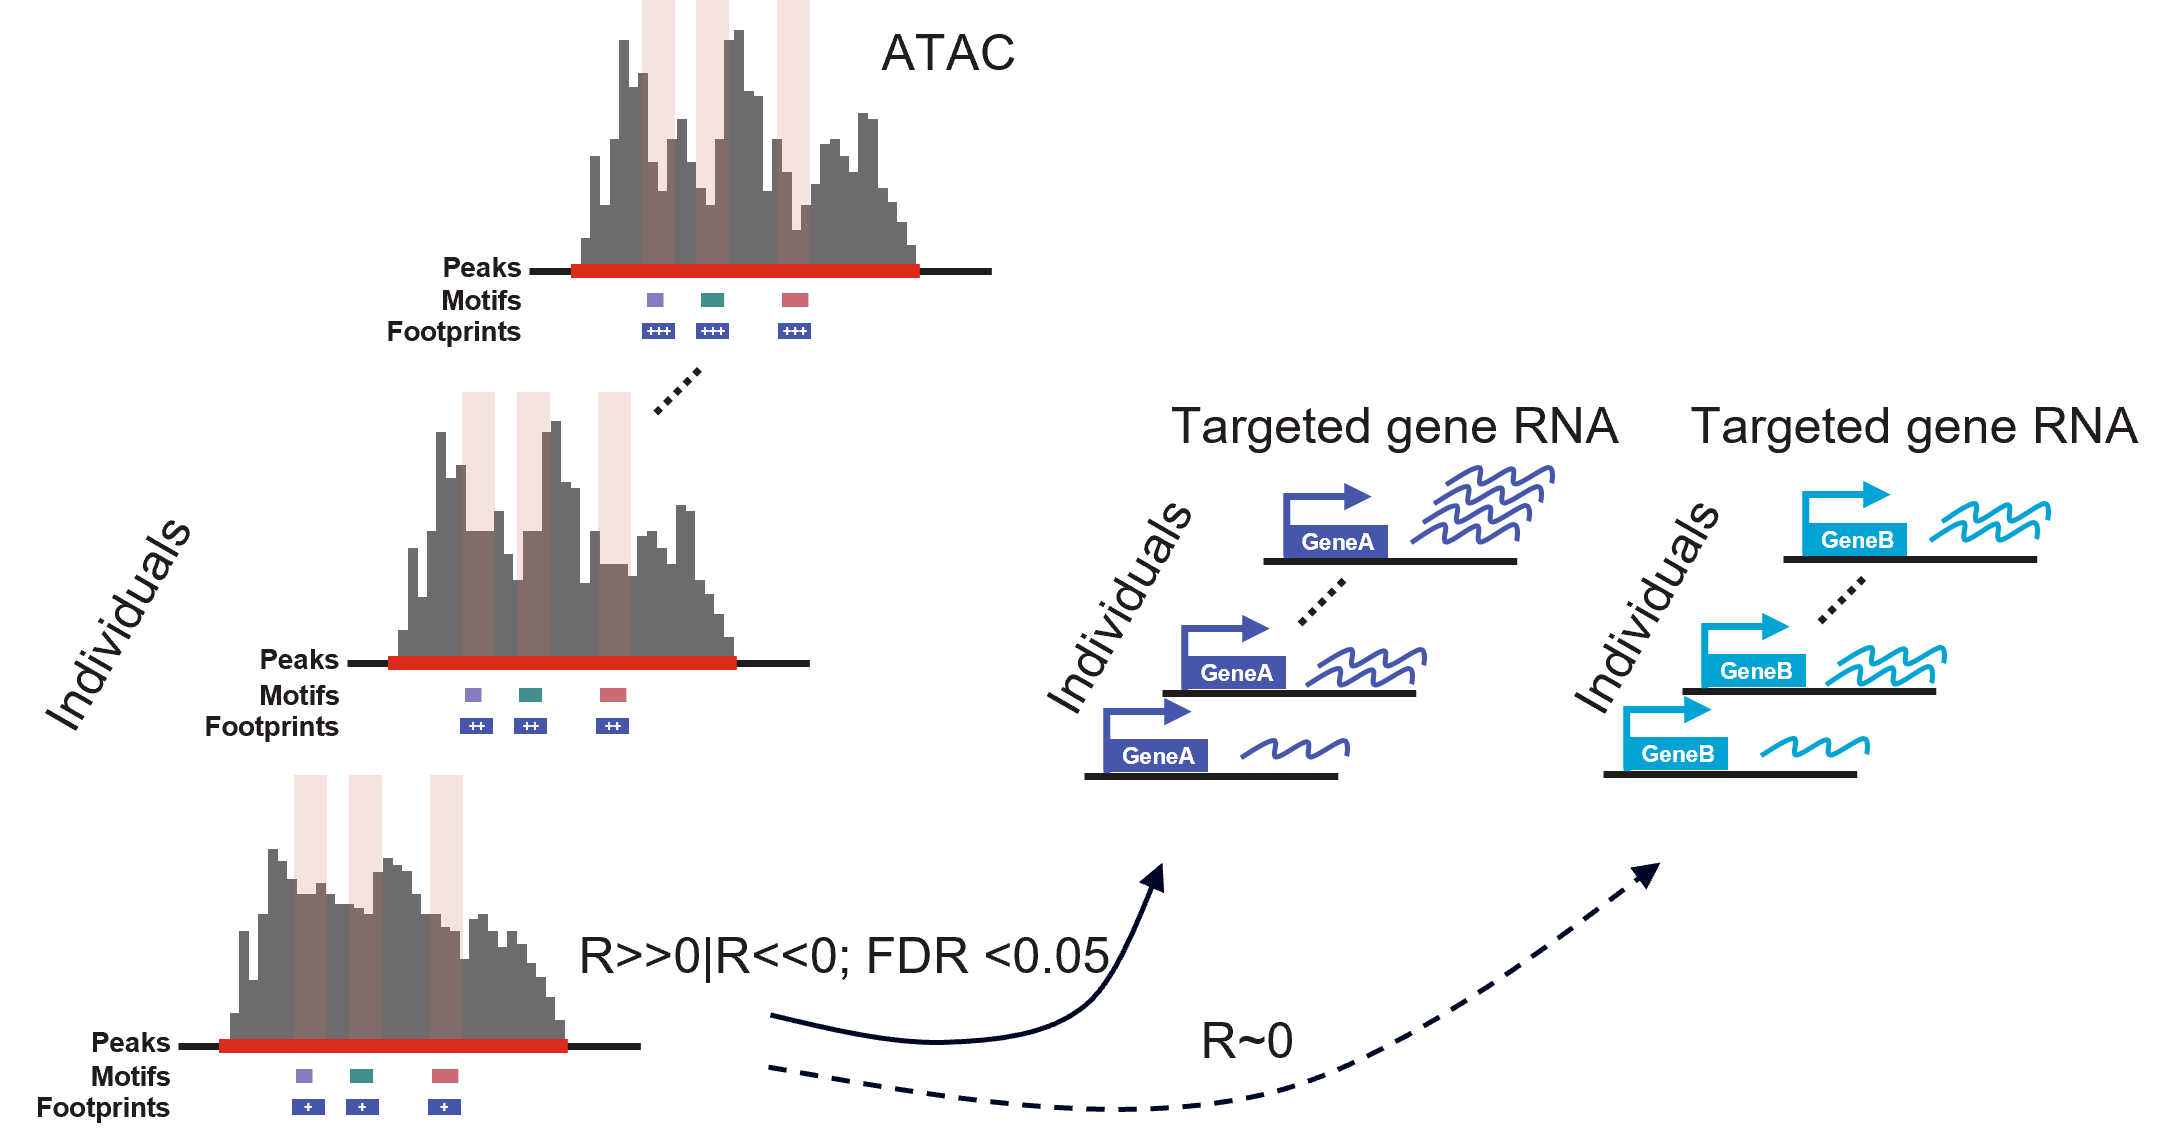 ATAC
Peaks
Motifs
Footprints
+++ +++ +++
Individuals
Peaks
Motifs
Footprints
++ ++ ++
Peaks
Motifs
Footprints
+ + +
Targeted gene RNA
Individuals
GeneA
GeneA
GeneA
Targeted gene RNA
Individuals
GeneB
GeneB
GeneB
R>>0|R<<0; FDR <0.05
R~0